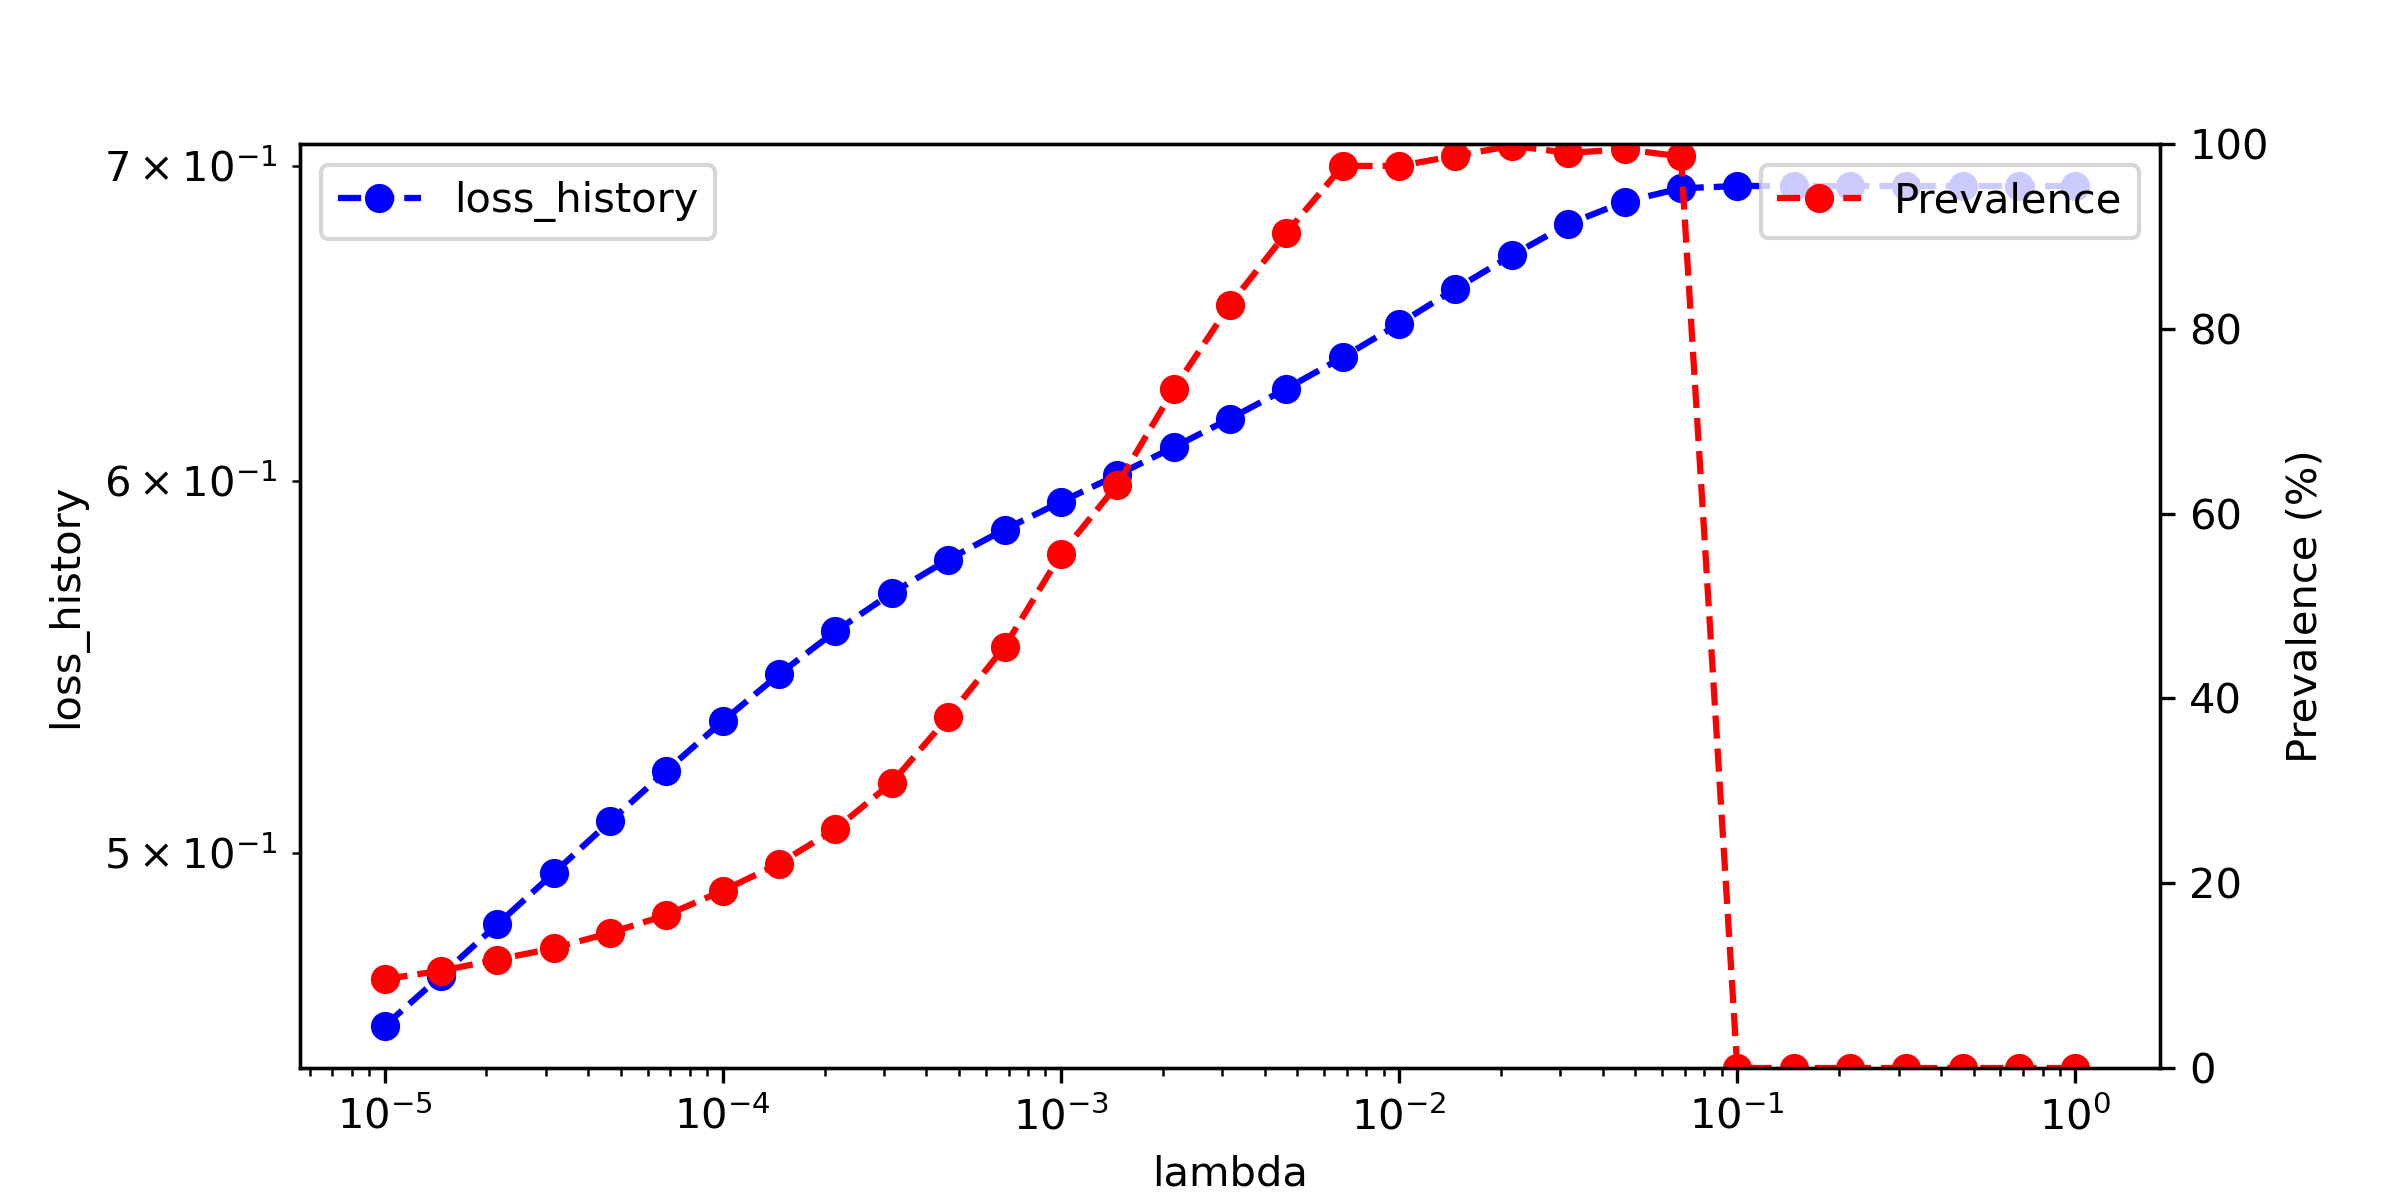 7 × 10⁻¹
6 × 10⁻¹
5 × 10⁻¹
loss_history
loss_history
Prevalence
100
80
60
40
20
0
Prevalence (%)
10⁻⁵ 10⁻⁴ 10⁻³ 10⁻² 10⁻¹ 10⁰
lambda